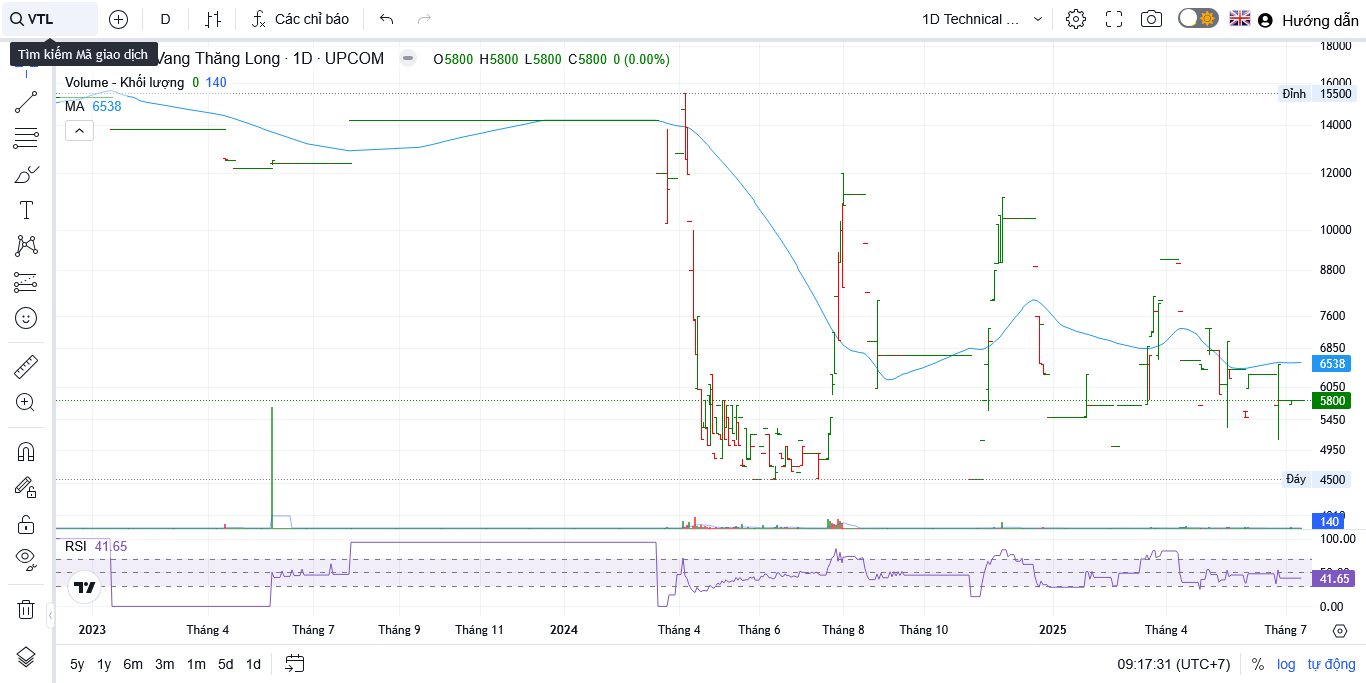 VTL
D
Các chỉ báo
1D Technical ...
Hướng dẫn
Tìm kiếm Mã giao dịch
Vang Thăng Long · 1D · UPCOM
O5800 H5800 L5800 C5800 0 (0.00%)
Volume - Khối lượng 0 140
MA 6538
18000
16000
Đỉnh 15500
14000
12000
10000
8800
7600
6850
6538
6050
5800
5450
4950
Đáy 4500
140
RSI 41.65
100.00
41.65
0.00
2023
Tháng 4
Tháng 7
Tháng 9
Tháng 11
2024
Tháng 4
Tháng 6
Tháng 8
Tháng 10
2025
Tháng 4
Tháng 7
5y 1y 6m 3m 1m 5d 1d
09:17:31 (UTC+7)
% log tự động